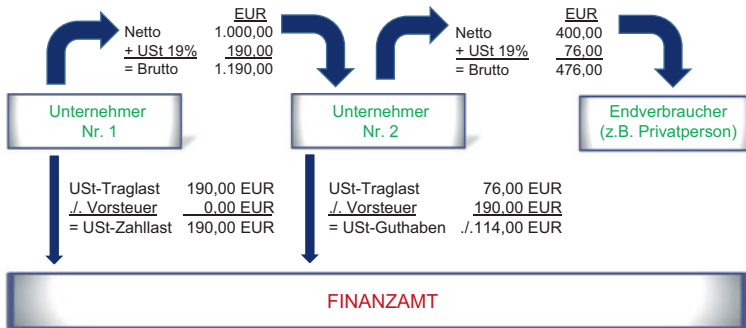 EUR
Netto 1.000,00
+ USt 19% 190,00
= Brutto 1.190,00
EUR
Netto 400,00
+ USt 19% 76,00
= Brutto 476,00
Unternehmer
Nr. 1
Unternehmer
Nr. 2
Endverbraucher
(z.B. Privatperson)
USt-Traglast 190,00 EUR
./. Vorsteuer 0,00 EUR
= USt-Zahllast 190,00 EUR
USt-Traglast 76,00 EUR
./. Vorsteuer 190,00 EUR
= USt-Guthaben ./.114,00 EUR
FINANZAMT